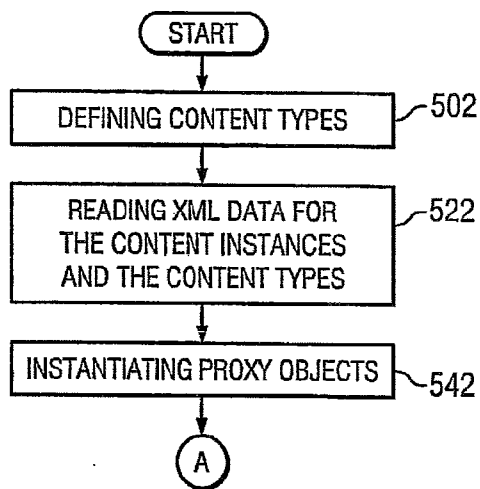 START
DEFINING CONTENT TYPES
502
READING XML DATA FOR
THE CONTENT INSTANCES
AND THE CONTENT TYPES
522
INSTANTIATING PROXY OBJECTS
542
A